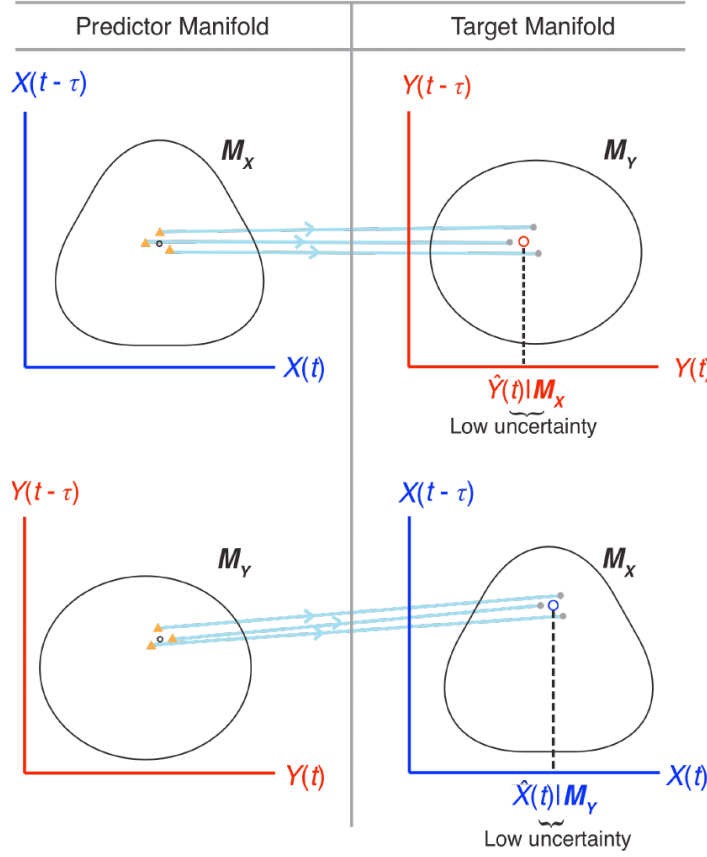 Predictor Manifold
Target Manifold
X(t - τ)
M_X
X(t)
Y(t - τ)
M_Y
Y(t)
Ŷ(t)|M_X
Low uncertainty
Y(t - τ)
M_Y
Y(t)
X(t - τ)
M_X
X(t)
X̂(t)|M_Y
Low uncertainty